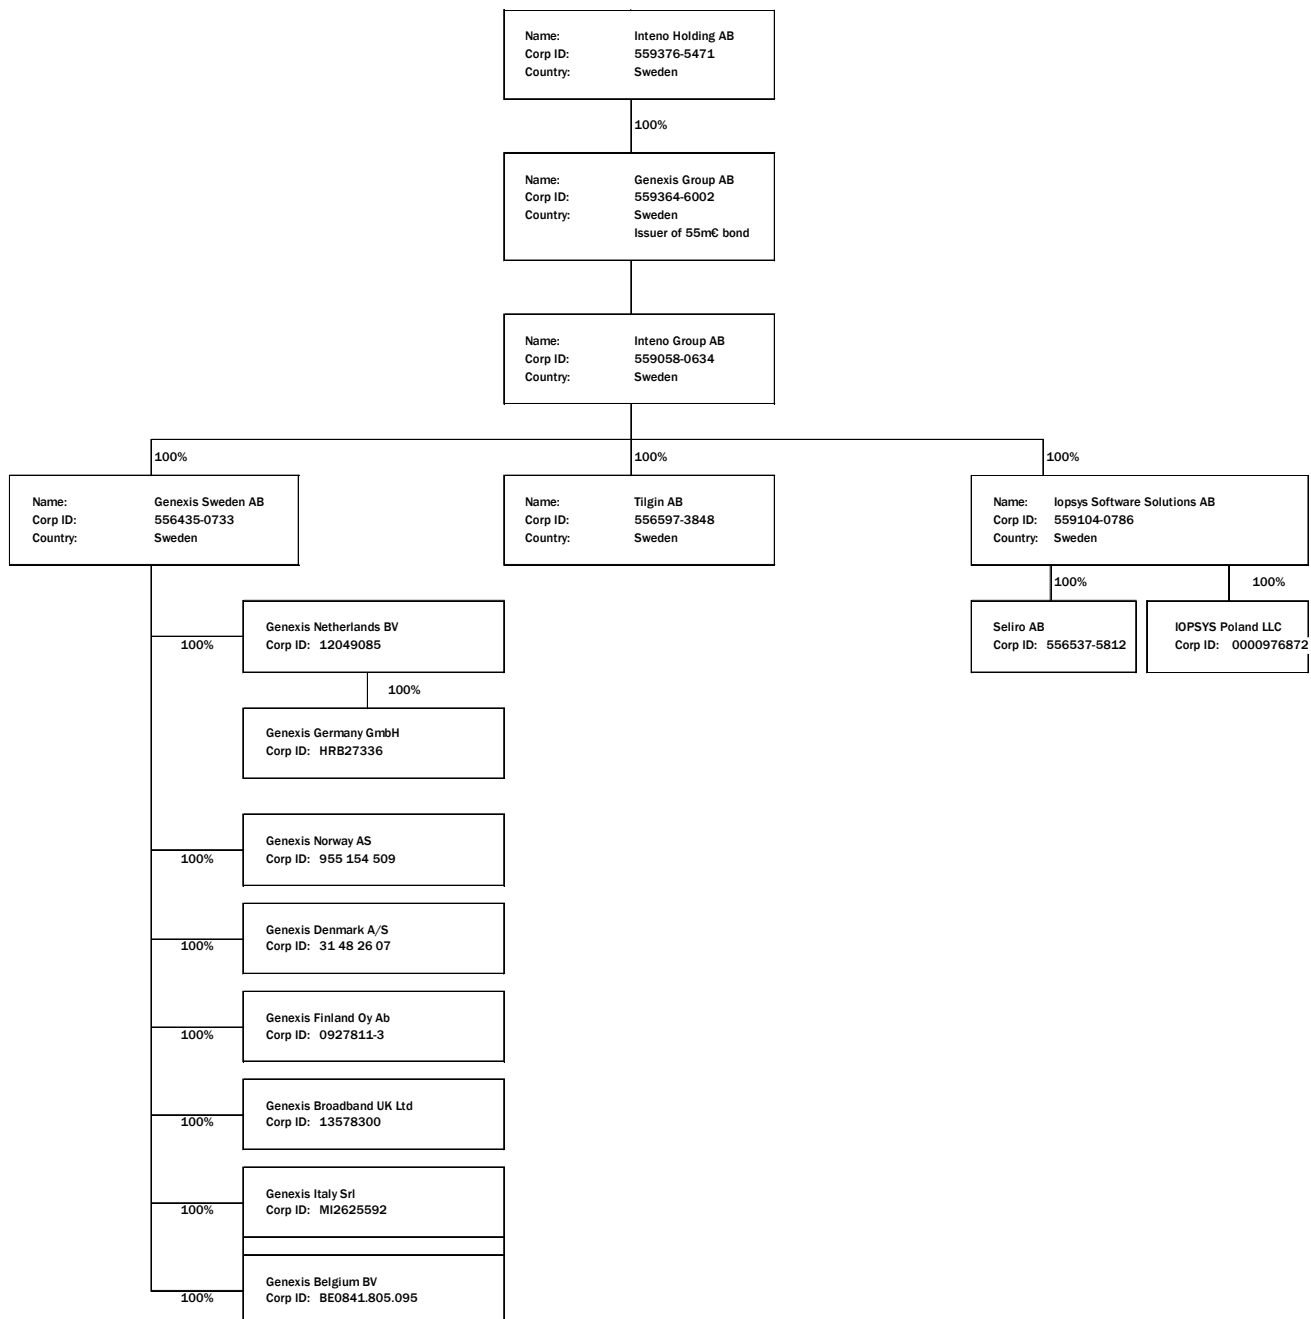 Name: Inteno Holding AB
Corp ID: 559376-5471
Country: Sweden
100%
Name: Genexis Group AB
Corp ID: 559364-6002
Country: Sweden
Issuer of 55m€ bond
Name: Inteno Group AB
Corp ID: 559058-0634
Country: Sweden
100% 100% 100%
Name: Genexis Sweden AB
Corp ID: 556435-0733
Country: Sweden
Name: Tilgin AB
Corp ID: 556597-3848
Country: Sweden
Name: Iopsys Software Solutions AB
Corp ID: 559104-0786
Country: Sweden
100% 100%
Seliro AB
Corp ID: 556537-5812
IOPSYS Poland LLC
Corp ID: 0000976872
Genexis Netherlands BV
Corp ID: 12049085
100%
100%
Genexis Germany GmbH
Corp ID: HRB27336
Genexis Norway AS
Corp ID: 955 154 509
100%
Genexis Denmark A/S
Corp ID: 31 48 26 07
100%
Genexis Finland Oy Ab
Corp ID: 0927811-3
100%
Genexis Broadband UK Ltd
Corp ID: 13578300
100%
Genexis Italy Srl
Corp ID: MI2625592
100%
Genexis Belgium BV
Corp ID: BE0841.805.095
100%